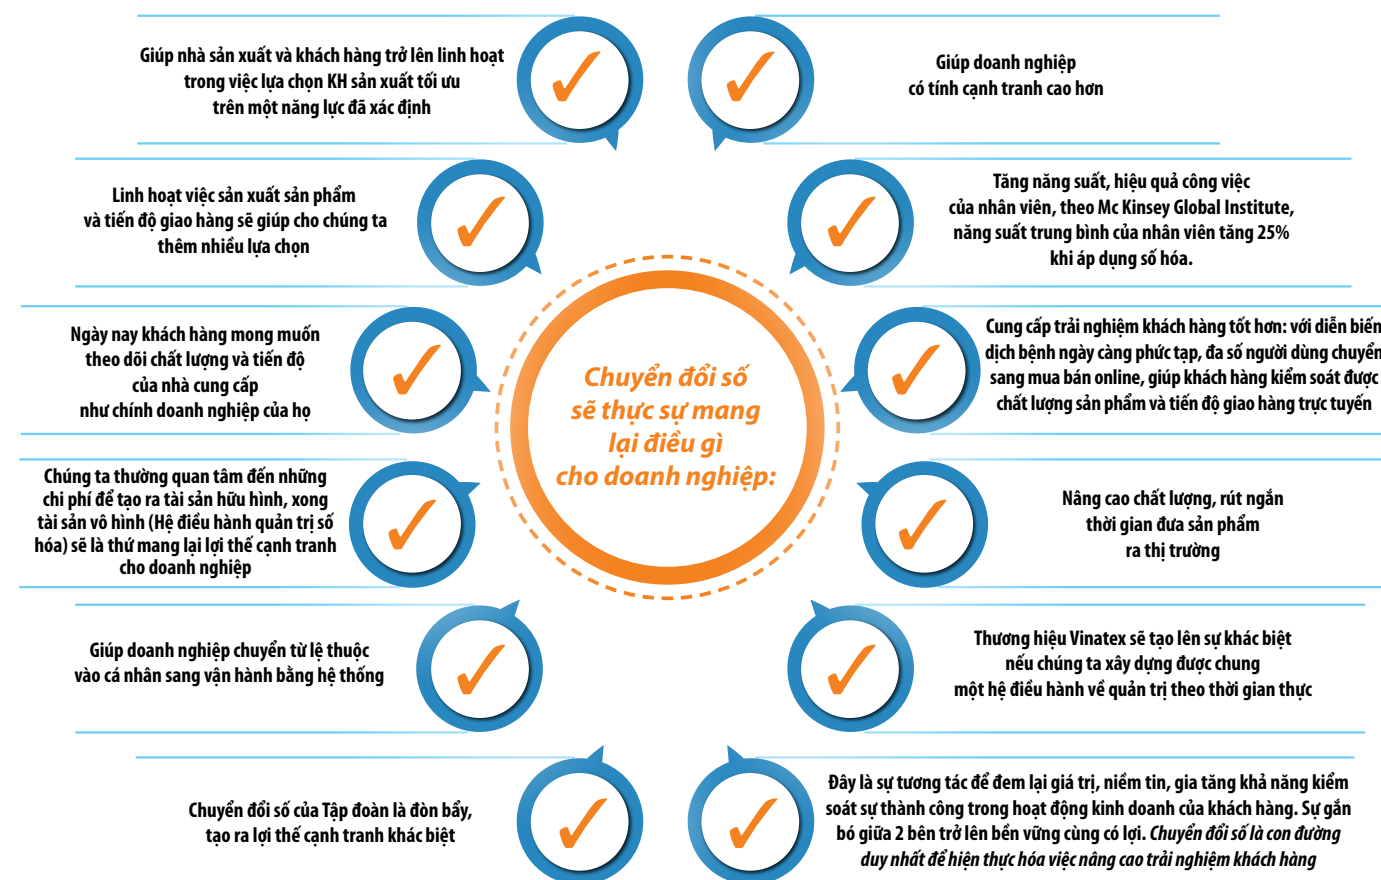 Giúp nhà sản xuất và khách hàng trở lên linh hoạt
trong việc lựa chọn KH sản xuất tối ưu
trên một năng lực đã xác định
Giúp doanh nghiệp
có tính cạnh tranh cao hơn
Linh hoạt việc sản xuất sản phẩm
và tiến độ giao hàng sẽ giúp cho chúng ta
thêm nhiều lựa chọn
Tăng năng suất, hiệu quả công việc
của nhân viên, theo Mc Kinsey Global Institute,
năng suất trung bình của nhân viên tăng 25%
khi áp dụng số hóa.
Ngày nay khách hàng mong muốn
theo dõi chất lượng và tiến độ
của nhà cung cấp
như chính doanh nghiệp của họ
Chuyển đổi số
sẽ thực sự mang
lại điều gì
cho doanh nghiệp:
Cung cấp trải nghiệm khách hàng tốt hơn: với diễn biến
dịch bệnh ngày càng phức tạp, đa số người dùng chuyển
sang mua bán online, giúp khách hàng kiểm soát được
chất lượng sản phẩm và tiến độ giao hàng trực tuyến
Chúng ta thường quan tâm đến những
chi phí để tạo ra tài sản hữu hình, xong
tài sản vô hình (Hệ điều hành quản trị số
hóa) sẽ là thứ mang lại lợi thế cạnh tranh
cho doanh nghiệp
Nâng cao chất lượng, rút ngắn
thời gian đưa sản phẩm
ra thị trường
Giúp doanh nghiệp chuyển từ lệ thuộc
vào cá nhân sang vận hành bằng hệ thống
Thương hiệu Vinatex sẽ tạo lên sự khác biệt
nếu chúng ta xây dựng được chung
một hệ điều hành về quản trị theo thời gian thực
Chuyển đổi số của Tập đoàn là đòn bẩy,
tạo ra lợi thế cạnh tranh khác biệt
Đây là sự tương tác để đem lại giá trị, niềm tin, gia tăng khả năng kiểm
soát sự thành công trong hoạt động kinh doanh của khách hàng. Sự gắn
bó giữa 2 bên trở lên bền vững cùng có lợi. Chuyển đổi số là con đường
duy nhất để hiện thực hóa việc nâng cao trải nghiệm khách hàng